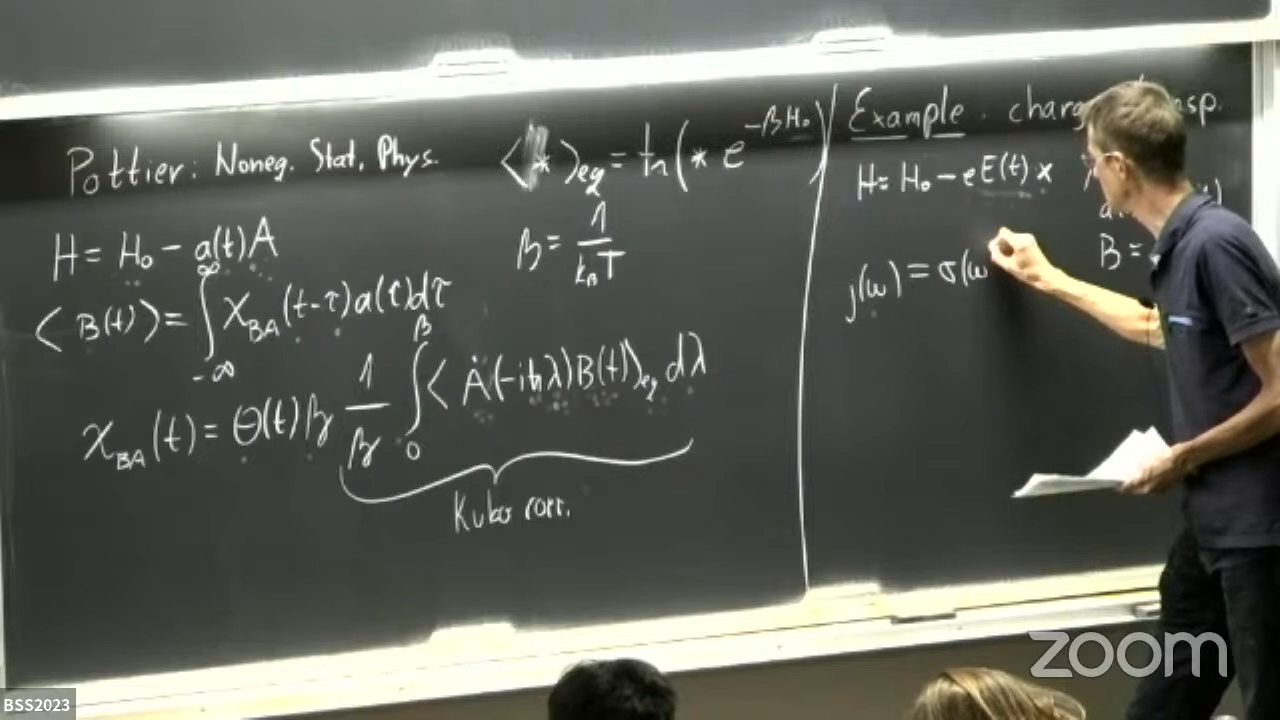 Pottier: Noneq. Stat. Phys.
⟨*⟩eq = tr(* e^{-βH₀})
H = H₀ - a(t)A
β = 1/(k_B T)
⟨B(t)⟩ = ∫_{-∞}^{∞} χ_BA(t-τ)a(τ)dτ
χ_BA(t) = Θ(t)β 1/β ∫_0^β ⟨Ȧ(-iħλ)B(t)⟩eq dλ
Kubo corr.
Example. charg
H = H₀ - eE(t)x
B =
j(ω) = σ(ω
zoom
BSS2023